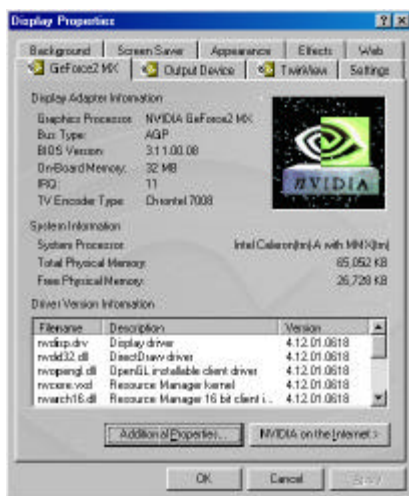 Display Properties
Background Screen Saver Appearance Effects Web
GeForce2 MX Output Device TwinView Settings
Display Adapter Information
Graphics Processor: NVIDIA GeForce2 MX
Bus Type: AGP
BIOS Version: 3.11.00.08
On-Board Memory: 32 MB
IRQ: 11
TV Encoder Type: Chrontel 7008
NVIDIA
System Information
System Processor: Intel Celeron(tm)-A with MMX(tm)
Total Physical Memory: 65,052 KB
Free Physical Memory: 26,728 KB
Driver Version Information
Filename Description Version
nvdisp.drv Display driver 4.12.01.0618
nvdd32.dll DirectDraw driver 4.12.01.0618
nvopengl.dll OpenGL installable client driver 4.12.01.0618
nvcore.vxd Resource Manager kernel 4.12.01.0618
nvarch16.dll Resource Manager 16 bit client i... 4.12.01.0618
Additional Properties... NVIDIA on the Internet >
OK Cancel Apply